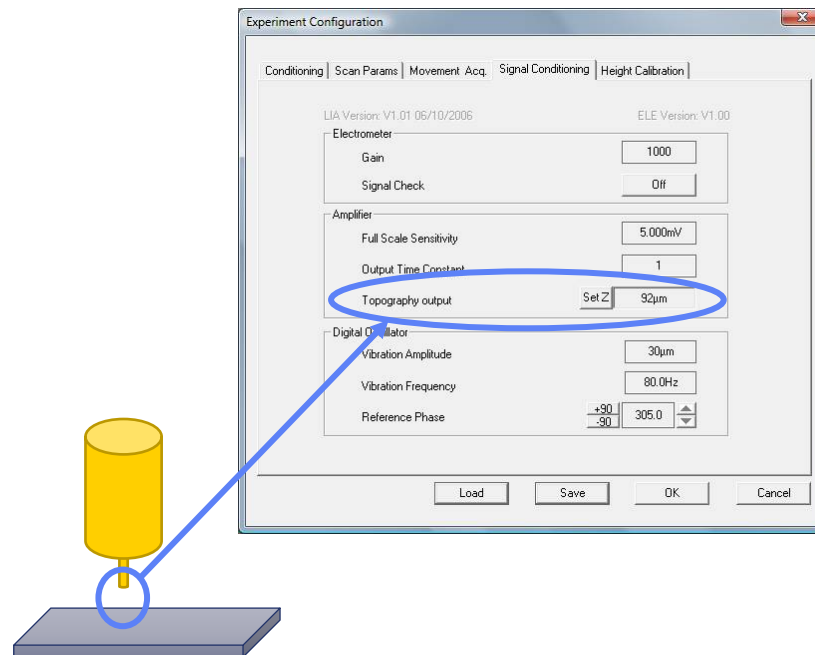 Experiment Configuration
Conditioning Scan Params Movement Acq. Signal Conditioning Height Calibration
LIA Version: V1.01 06/10/2006 ELE Version: V1.00
Electrometer
Gain 1000
Signal Check Off
Amplifier
Full Scale Sensitivity 5.000mV
Output Time Constant 1
Topography output Set Z 92µm
Digital Oscillator
Vibration Amplitude 30µm
Vibration Frequency 80.0Hz
+90
Reference Phase 305.0
-90
Load Save OK Cancel